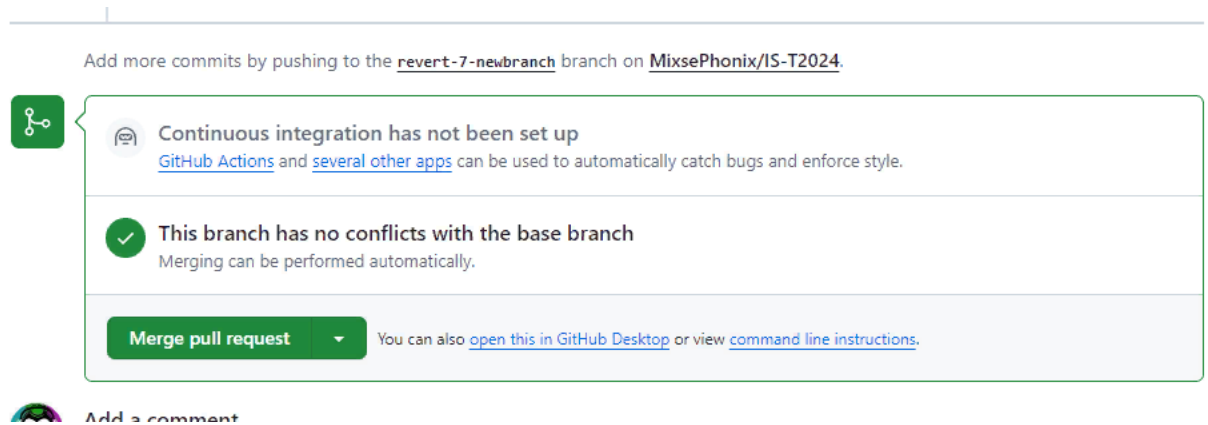 Add more commits by pushing to the revert-7-newbranch branch on MixsePhonix/IS-T2024.
Continuous integration has not been set up
GitHub Actions and several other apps can be used to automatically catch bugs and enforce style.
This branch has no conflicts with the base branch
Merging can be performed automatically.
Merge pull request You can also open this in GitHub Desktop or view command line instructions.
Add a comment